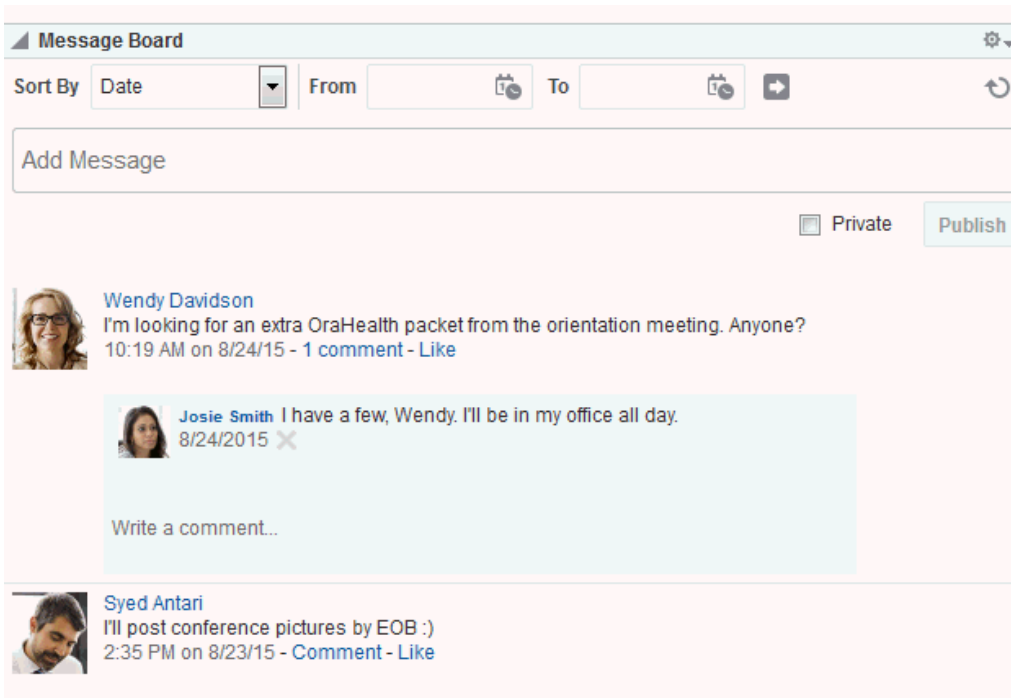 Message Board
Sort By Date From To
Add Message
Private Publish
Wendy Davidson
I'm looking for an extra OraHealth packet from the orientation meeting. Anyone?
10:19 AM on 8/24/15 - 1 comment - Like
Josie Smith I have a few, Wendy. I'll be in my office all day.
8/24/2015
Write a comment...
Syed Antari
I'll post conference pictures by EOB :)
2:35 PM on 8/23/15 - Comment - Like